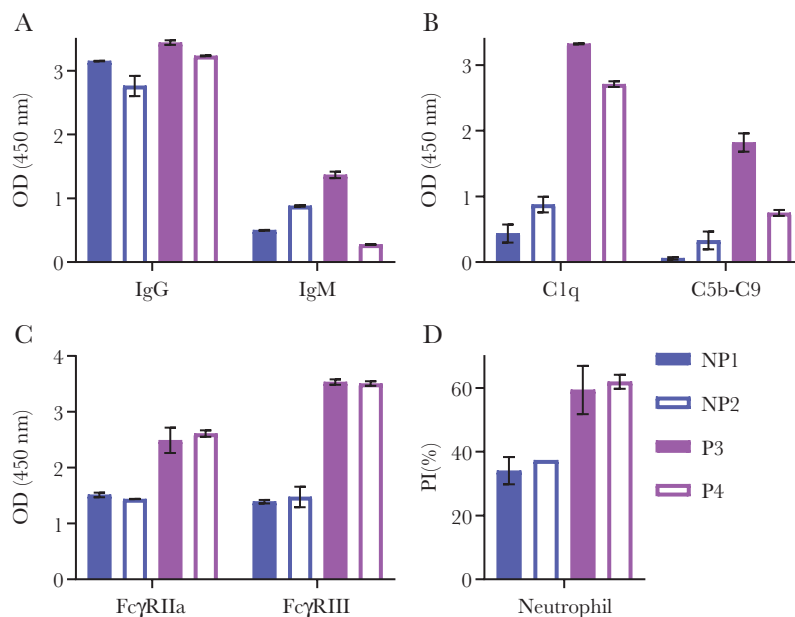 A
OD (450 nm)
3
2
1
0
IgG
IgM
B
OD (450 nm)
3
2
1
0
C1q
C5b-C9
C
OD (450 nm)
4
3
2
1
0
FcγRIIa
FcγRIII
D
PI(%)
60
40
20
0
Neutrophil
NP1
NP2
P3
P4